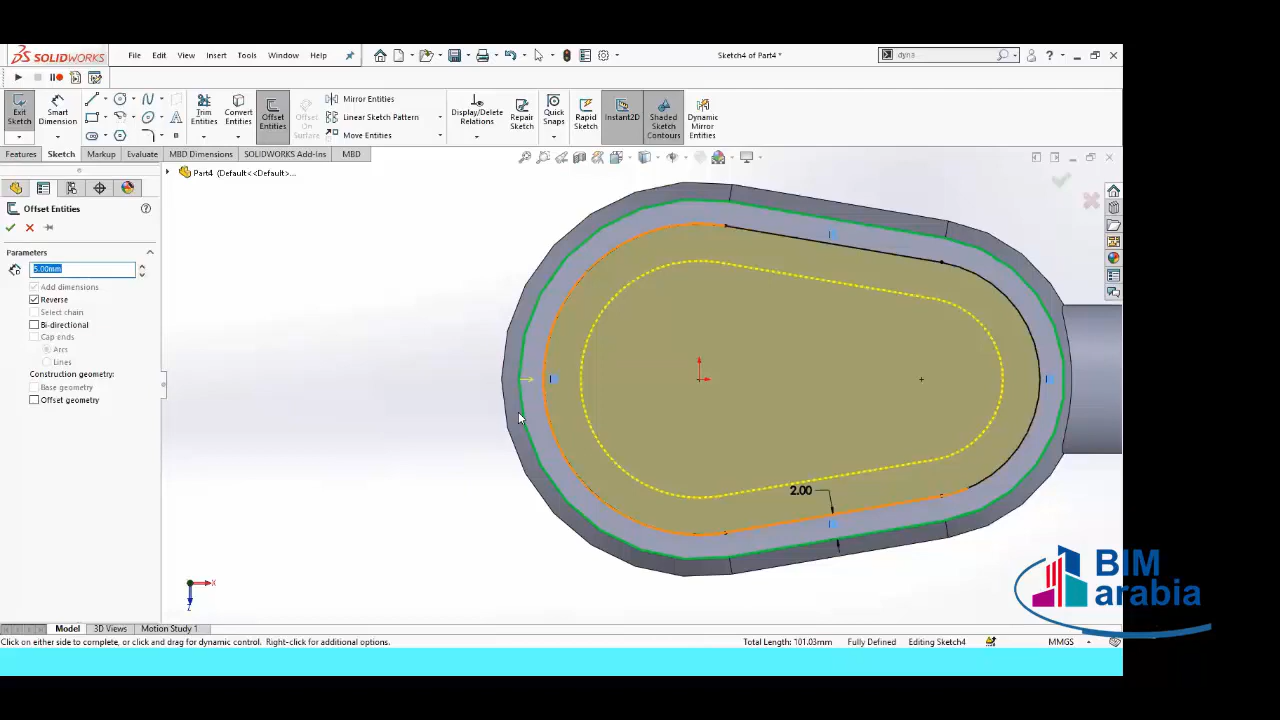 SOLIDWORKS File Edit View Insert Tools Window Help Sketch4 of Part4 * dyna
Exit Sketch
Smart Dimension
Trim Entities
Convert Entities
Offset Entities
Offset On Surface
Mirror Entities
Linear Sketch Pattern
Move Entities
Display/Delete Relations
Repair Sketch
Quick Snaps
Rapid Sketch
Instant2D
Shaded Sketch Contours
Dynamic Mirror Entities
Features Sketch Markup Evaluate MBD Dimensions SOLIDWORKS Add-Ins MBD
Part4 (Default<<Default>...
Offset Entities
Parameters
5.00mm
Add dimensions
Reverse
Select chain
Bi-directional
Cap ends
Arcs
Lines
Construction geometry:
Base geometry
Offset geometry
2.00
X
Z
BIM
arabia
Model 3D Views Motion Study 1
Click on either side to complete, or click and drag for dynamic control. Right-click for additional options. Total Length: 101.03mm Fully Defined Editing Sketch4 MMGS